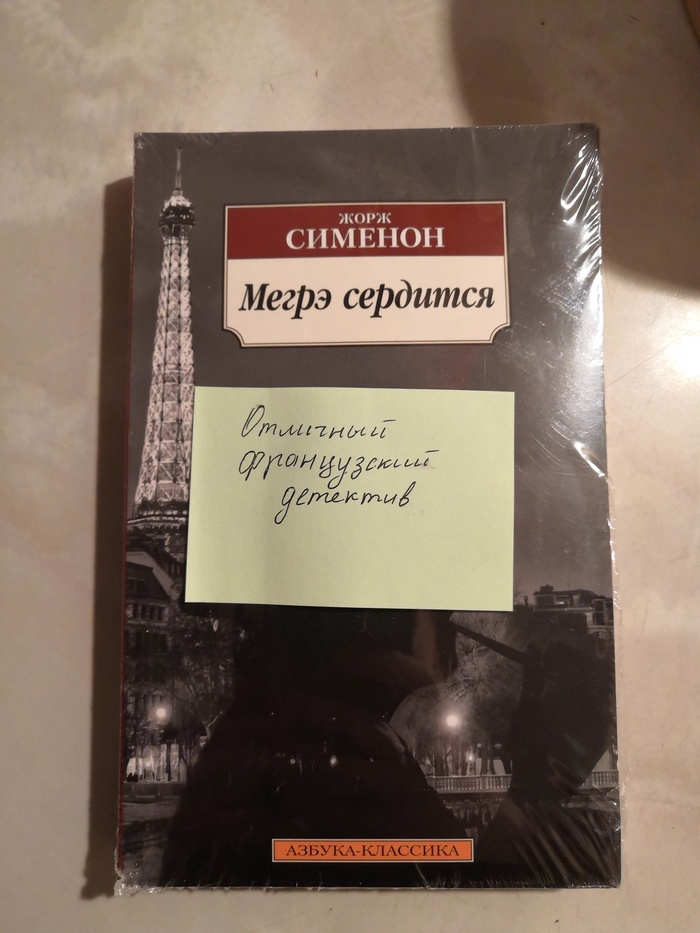 ЖОРЖ
СИМЕНОН
Мегрэ сердится
Отличный
французский
детектив
АЗБУКА-КЛАССИКА